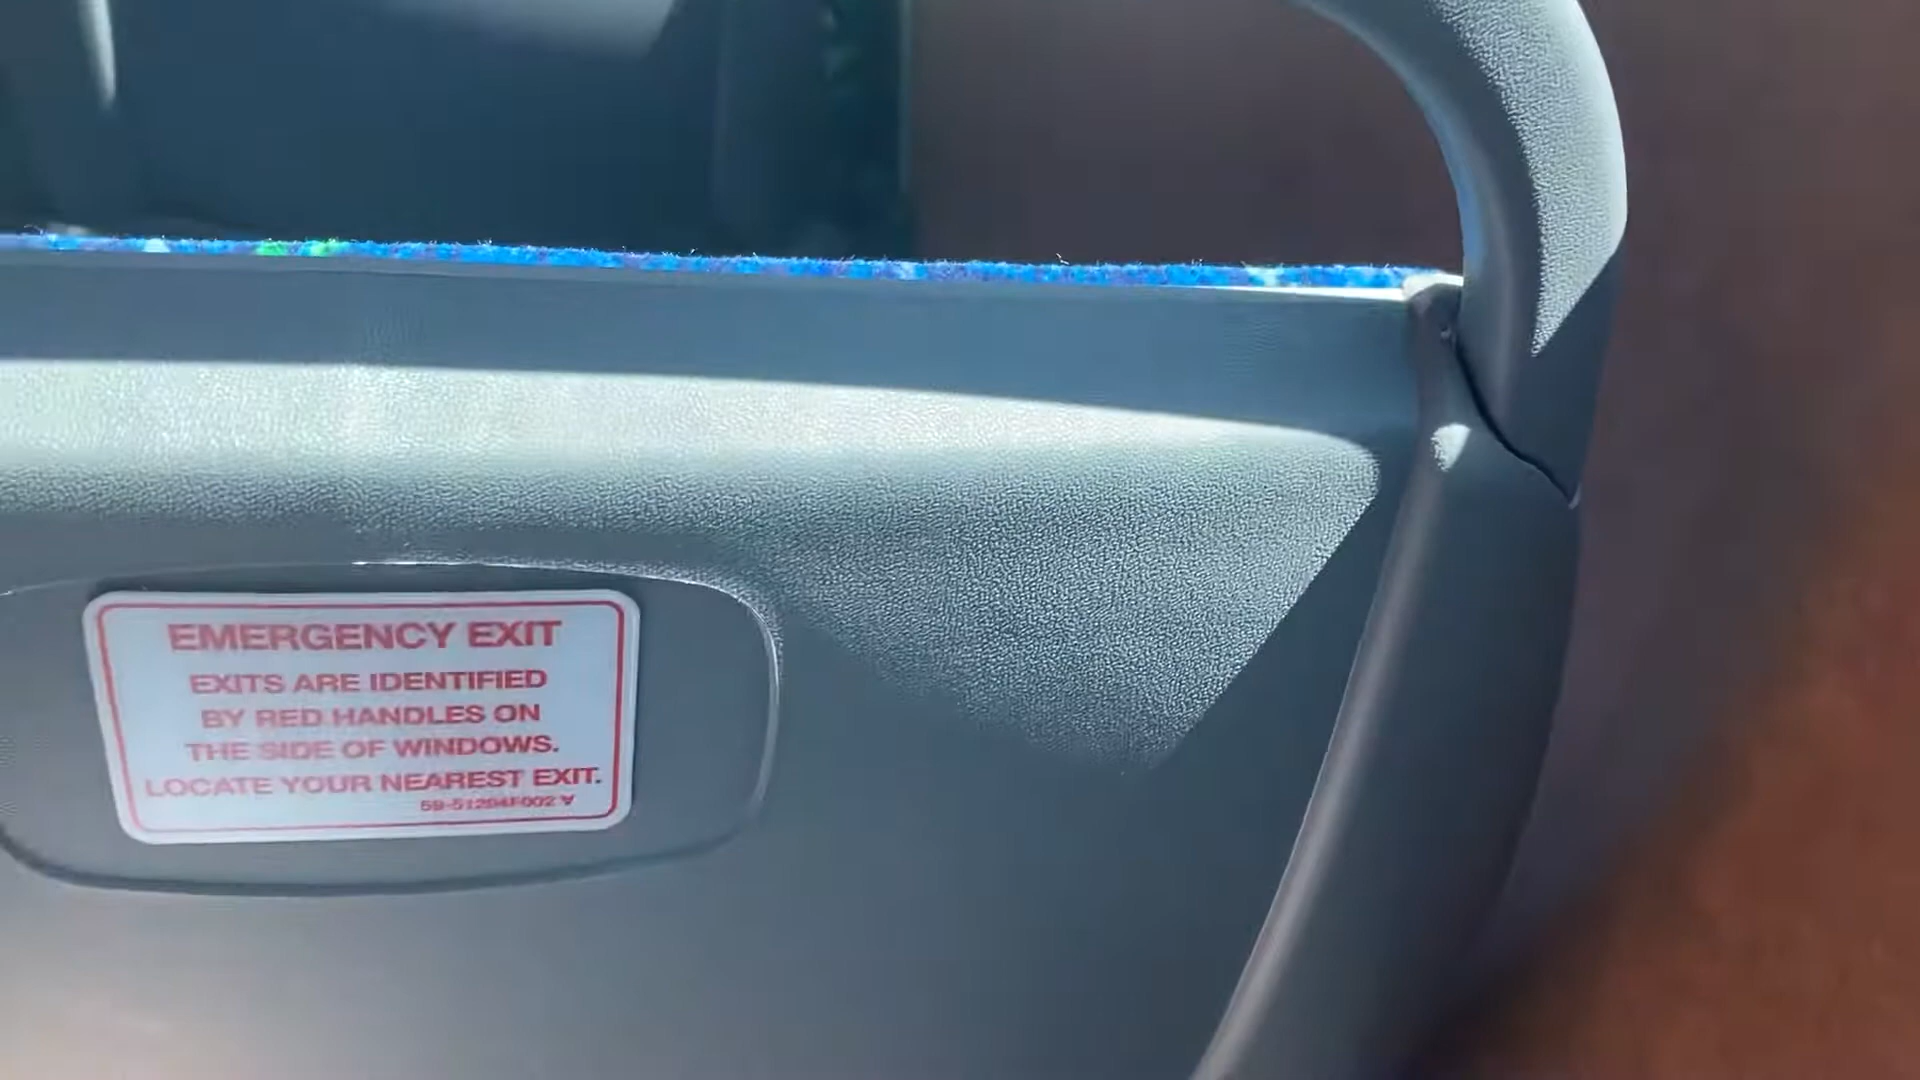 EMERGENCY EXIT
EXITS ARE IDENTIFIED
BY RED HANDLES ON
THE SIDE OF WINDOWS.
LOCATE YOUR NEAREST EXIT.